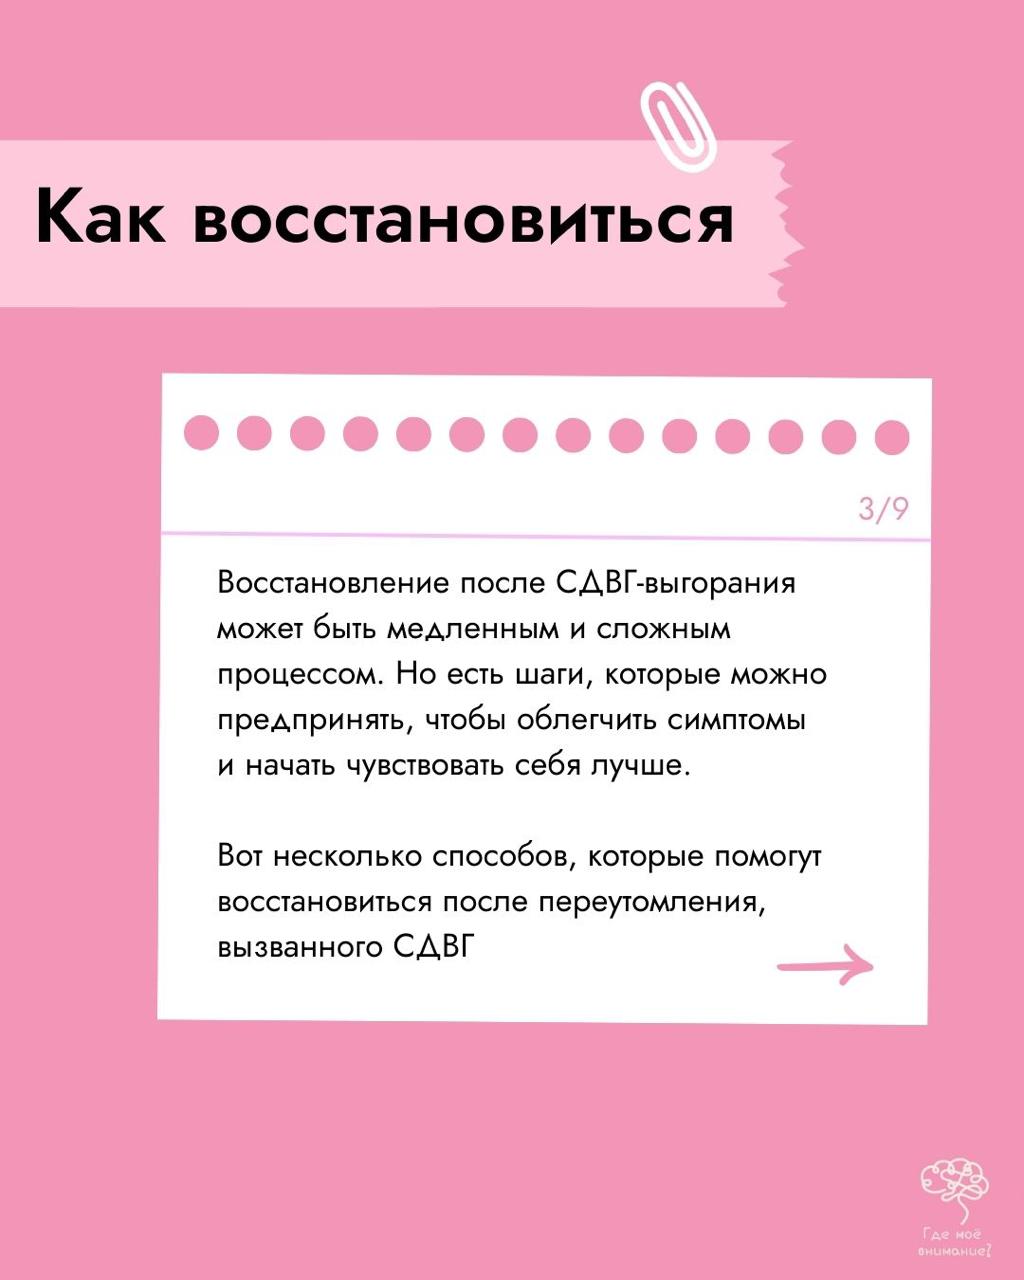 Как восстановиться
3/9
Восстановление после СДВГ-выгорания
может быть медленным и сложным
процессом. Но есть шаги, которые можно
предпринять, чтобы облегчить симптомы
и начать чувствовать себя лучше.
Вот несколько способов, которые помогут
восстановиться после переутомления,
вызванного СДВГ
Где моё
внимание?